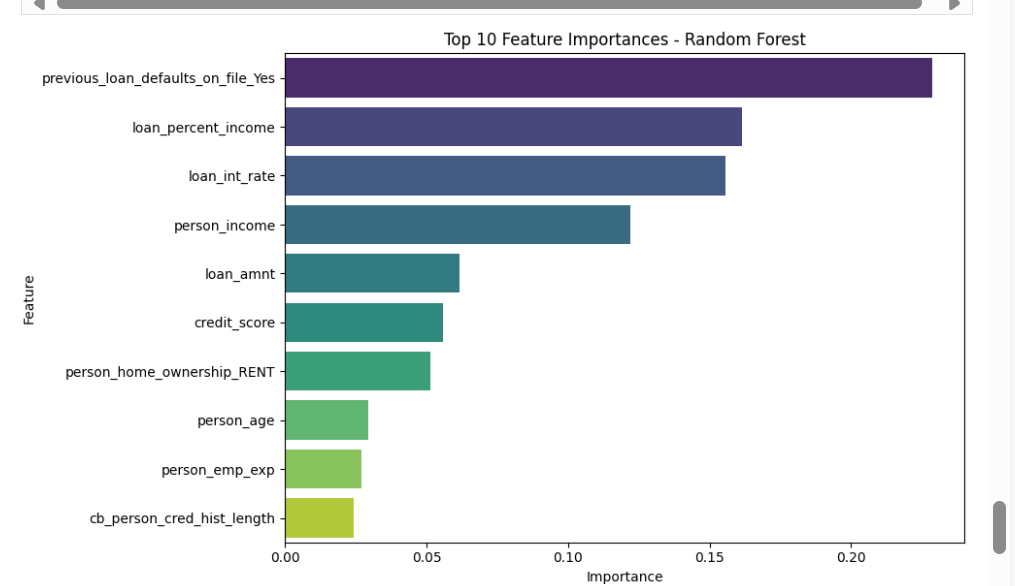 Top 10 Feature Importances - Random Forest
previous_loan_defaults_on_file_Yes
loan_percent_income
loan_int_rate
person_income
loan_amnt
credit_score
person_home_ownership_RENT
person_age
person_emp_exp
cb_person_cred_hist_length
Feature
0.00 0.05 0.10 0.15 0.20
Importance